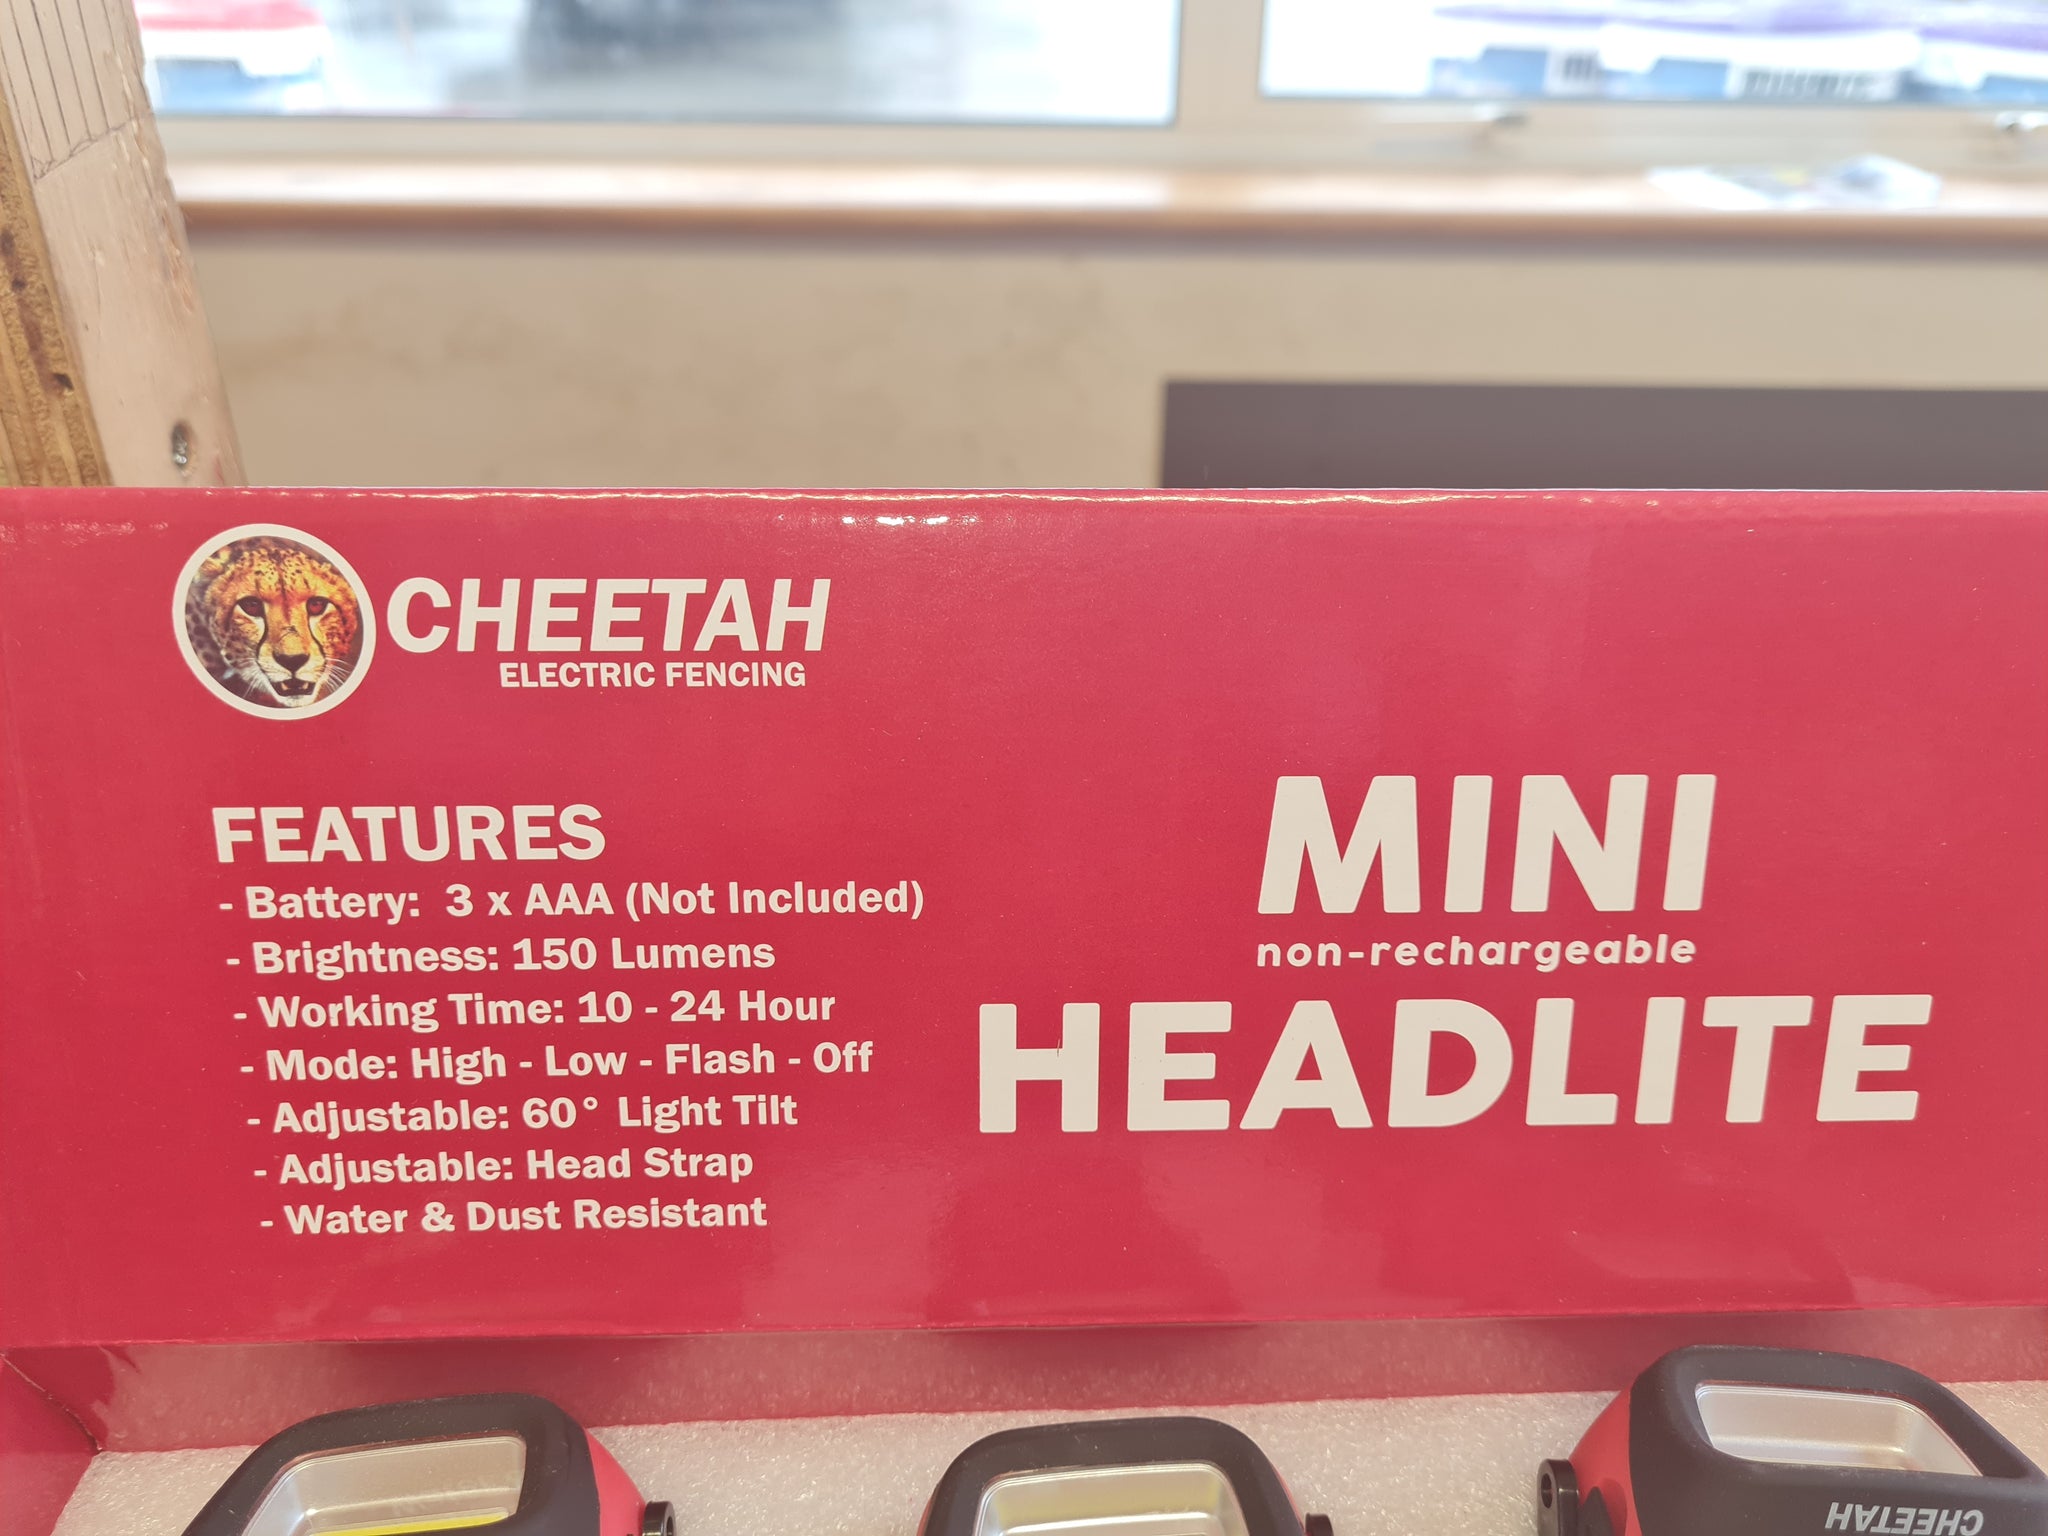 CHEETAH
ELECTRIC FENCING
FEATURES
- Battery: 3 x AAA (Not Included)
- Brightness: 150 Lumens
- Working Time: 10 - 24 Hour
- Mode: High - Low - Flash - Off
- Adjustable: 60° Light Tilt
- Adjustable: Head Strap
- Water & Dust Resistant
MINI
non-rechargeable
HEADLITE
CHEETAH